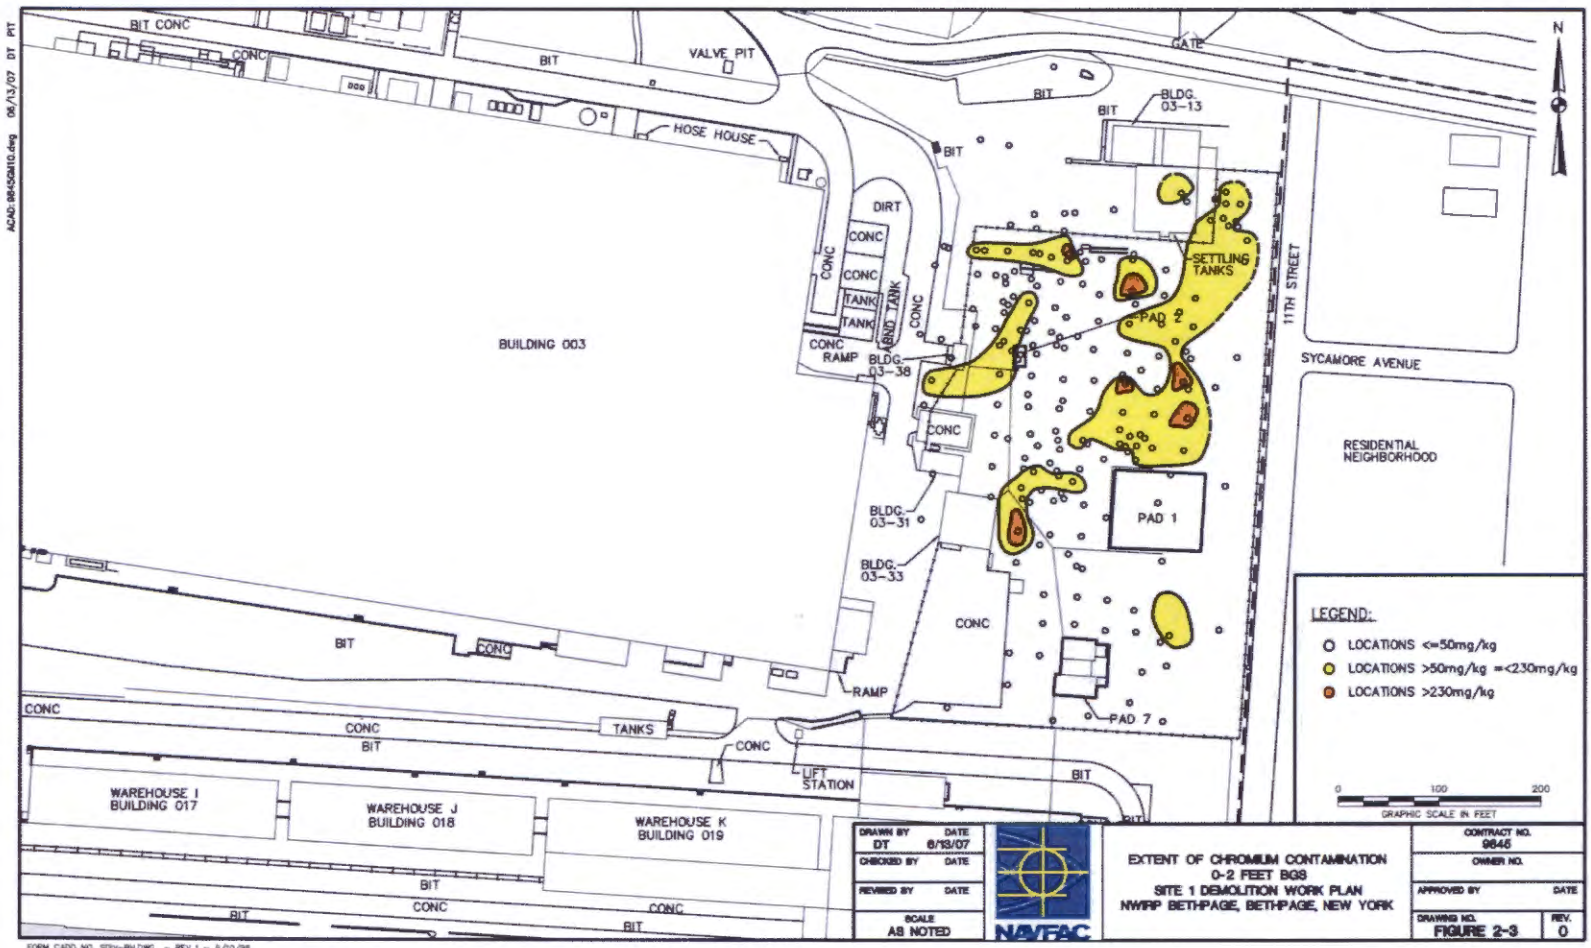 ACAD: 9845GM10.dwg 06/13/07 DT PIT
BIT CONC
CONC
BIT
VALVE PIT
GATE
N
BIT
BLDG.
03-13
BIT
HOSE HOUSE
BIT
DIRT
CONC
CONC
CONC
TANK
TANK
ABND TANK
CONC
CONC
RAMP
BLDG.
03-38
SETTLING
TANKS
PAD 2
11TH STREET
SYCAMORE AVENUE
BUILDING 003
CONC
RESIDENTIAL
NEIGHBORHOOD
BLDG.
03-31
PAD 1
BLDG.
03-33
CONC
BIT
CONC
RAMP
PAD 7
CONC
CONC
BIT
TANKS
CONC
LIFT
STATION
BIT
BIT
WAREHOUSE I
BUILDING 017
WAREHOUSE J
BUILDING 018
WAREHOUSE K
BUILDING 019
BIT
CONC
CONC
BIT
BIT
LEGEND:
LOCATIONS <=50mg/kg
LOCATIONS >50mg/kg =<230mg/kg
LOCATIONS >230mg/kg
0 100 200
GRAPHIC SCALE IN FEET
DRAWN BY DATE
DT 6/13/07
CHECKED BY DATE
REVISED BY DATE
SCALE
AS NOTED
NAVFAC
EXTENT OF CHROMIUM CONTAMINATION
0-2 FEET BGS
SITE 1 DEMOLITION WORK PLAN
NWIRP BETHPAGE, BETHPAGE, NEW YORK
CONTRACT NO.
9845
OWNER NO.
APPROVED BY DATE
DRAWING NO.
FIGURE 2-3
REV.
0